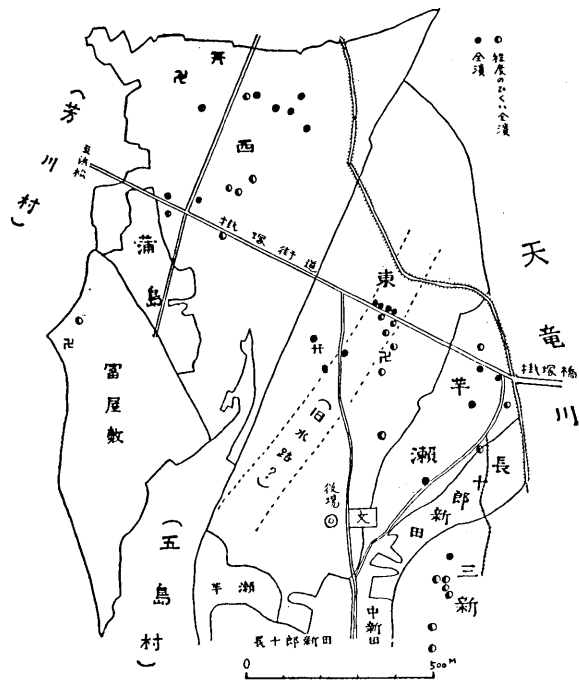 程度のひくい全潰
全潰
西
(芳川村)
至浜松
蒲島
掛塚街道
東
天竜川
掛塚橋
芋瀬
富屋敷
(旧水路?)
長十郎新田
役場
文
三新
(五島村)
芋瀬
中新田
長十郎新田
0
500M